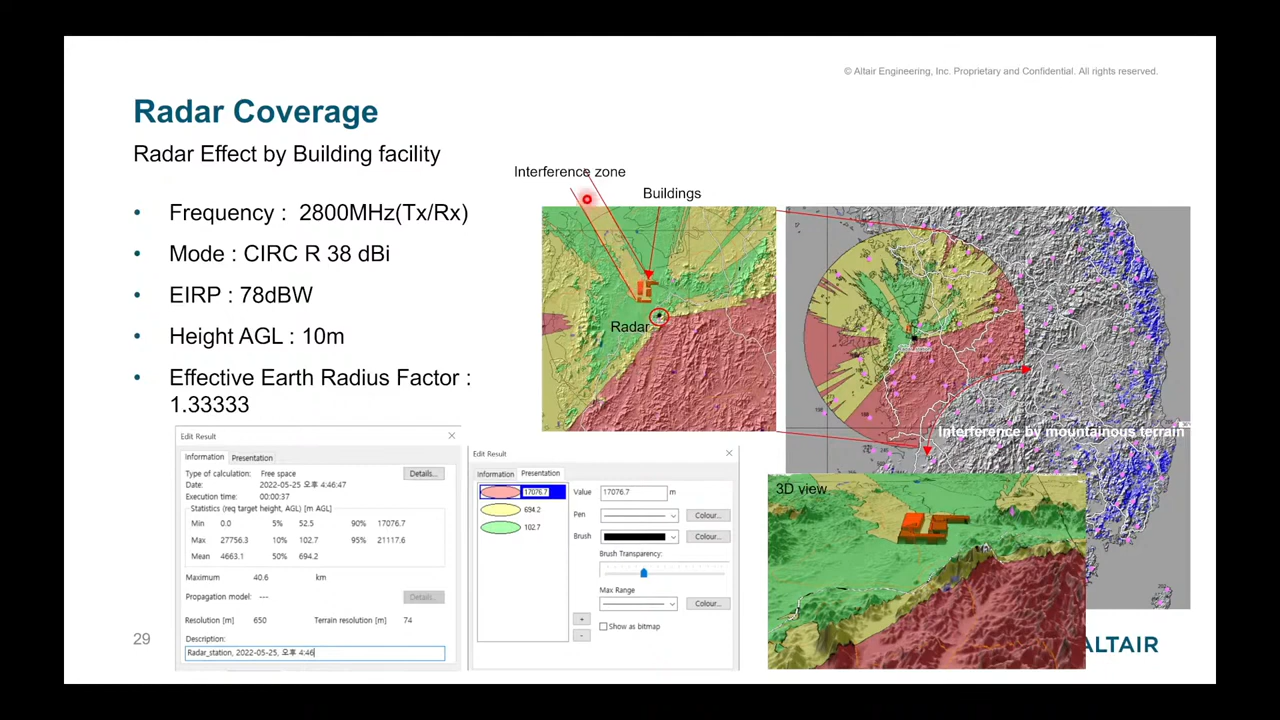 © Altair Engineering, Inc. Proprietary and Confidential. All rights reserved.
Radar Coverage
Radar Effect by Building facility
• Frequency : 2800MHz(Tx/Rx)
• Mode : CIRC R 38 dBi
• EIRP : 78dBW
• Height AGL : 10m
• Effective Earth Radius Factor :
1.33333
Interference zone
Buildings
Radar
Interference by mountainous terrain
3D view
Edit Result
Information Presentation
Type of calculation: Free space Details...
Date: 2022-05-25 오후 4:46:47
Execution time: 00:00:37
Statistics (req target height, AGL) [m AGL]
Min 0.0 5% 52.5 90% 17076.7
Max 27756.3 10% 102.7 95% 21117.6
Mean 4663.1 50% 694.2
Maximum 40.6 km
Propagation model: --- Details...
Resolution [m] 650 Terrain resolution [m] 74
Description:
Radar_station, 2022-05-25, 오후 4:46
Edit Result
Information Presentation
17076.7
694.2
102.7
Value 17076.7 m
Pen Colour...
Brush Colour...
Brush Transparency:
Max Range
Colour...
Show as bitmap
+
-
29
ALTAIR